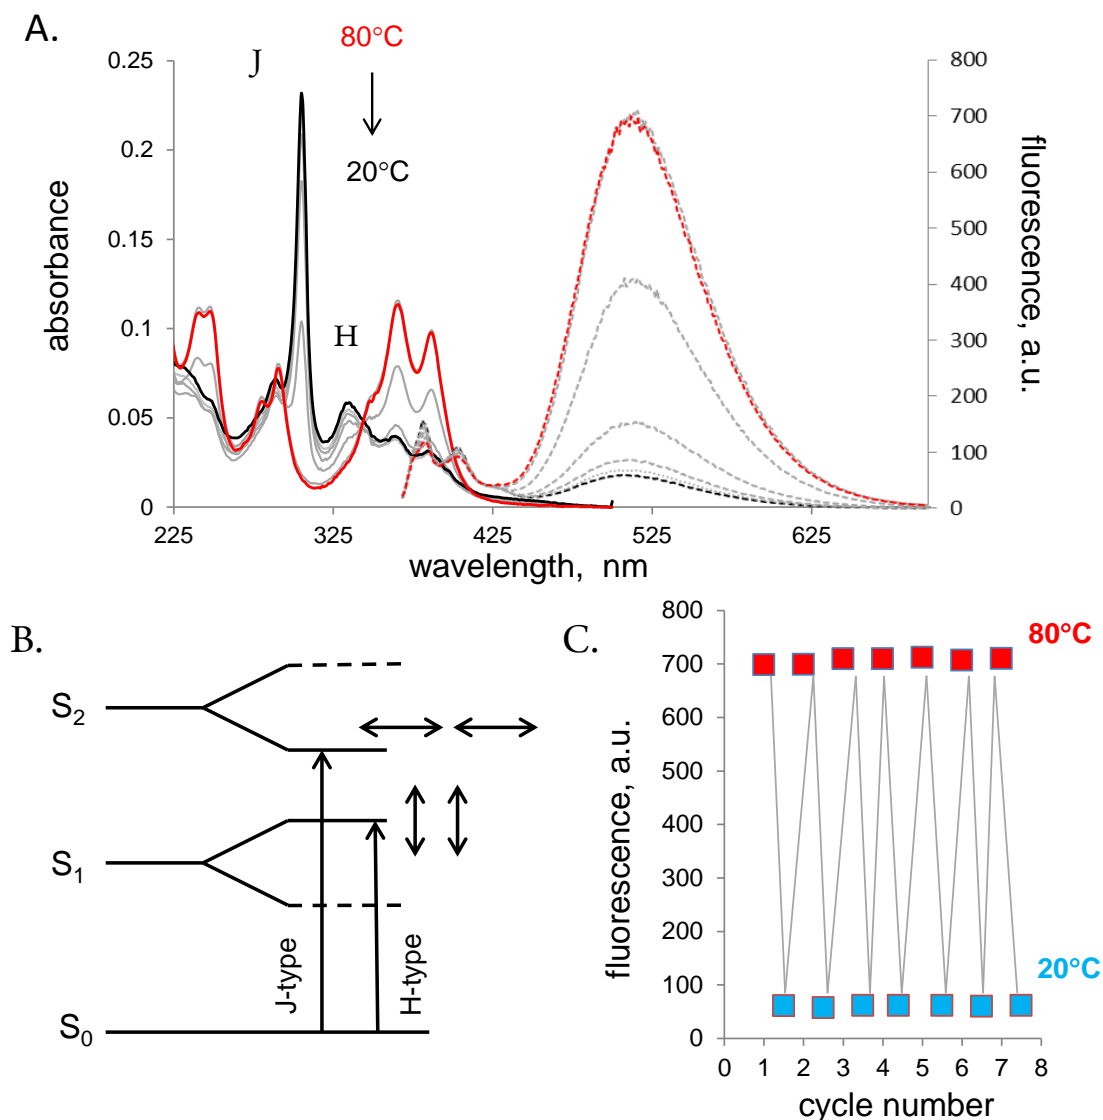 A.
J
80°C
20°C
H
absorbance
0.25
0.2
0.15
0.1
0.05
0
225
325
425
525
625
wavelength, nm
800
700
600
500
400
300
200
100
0
fluorescence, a.u.
B.
S2
S1
S0
J-type
H-type
C.
fluorescence, a.u.
800
700
600
500
400
300
200
100
0
0 1 2 3 4 5 6 7 8
cycle number
80°C
20°C